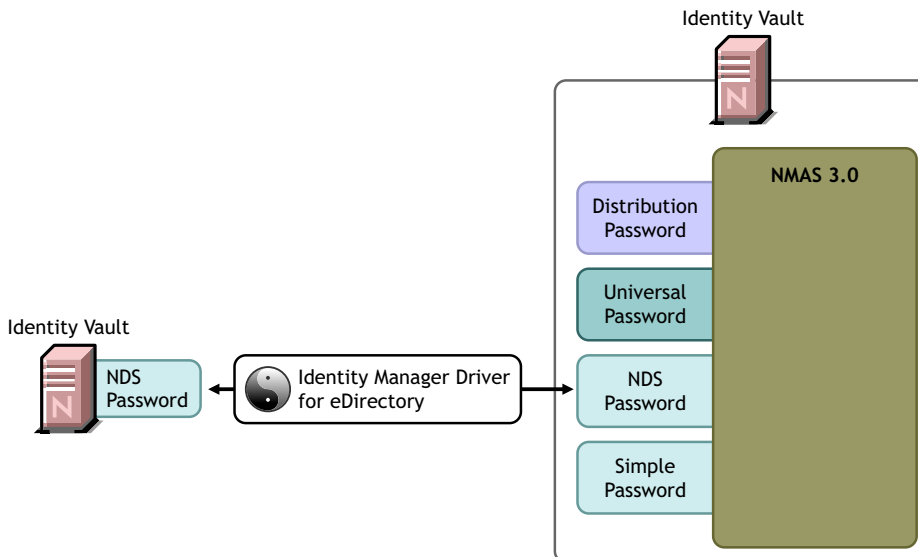 Identity Vault
N
NMAS 3.0
Distribution
Password
Universal
Password
Identity Vault
N
NDS
Password
Identity Manager Driver
for eDirectory
NDS
Password
Simple
Password